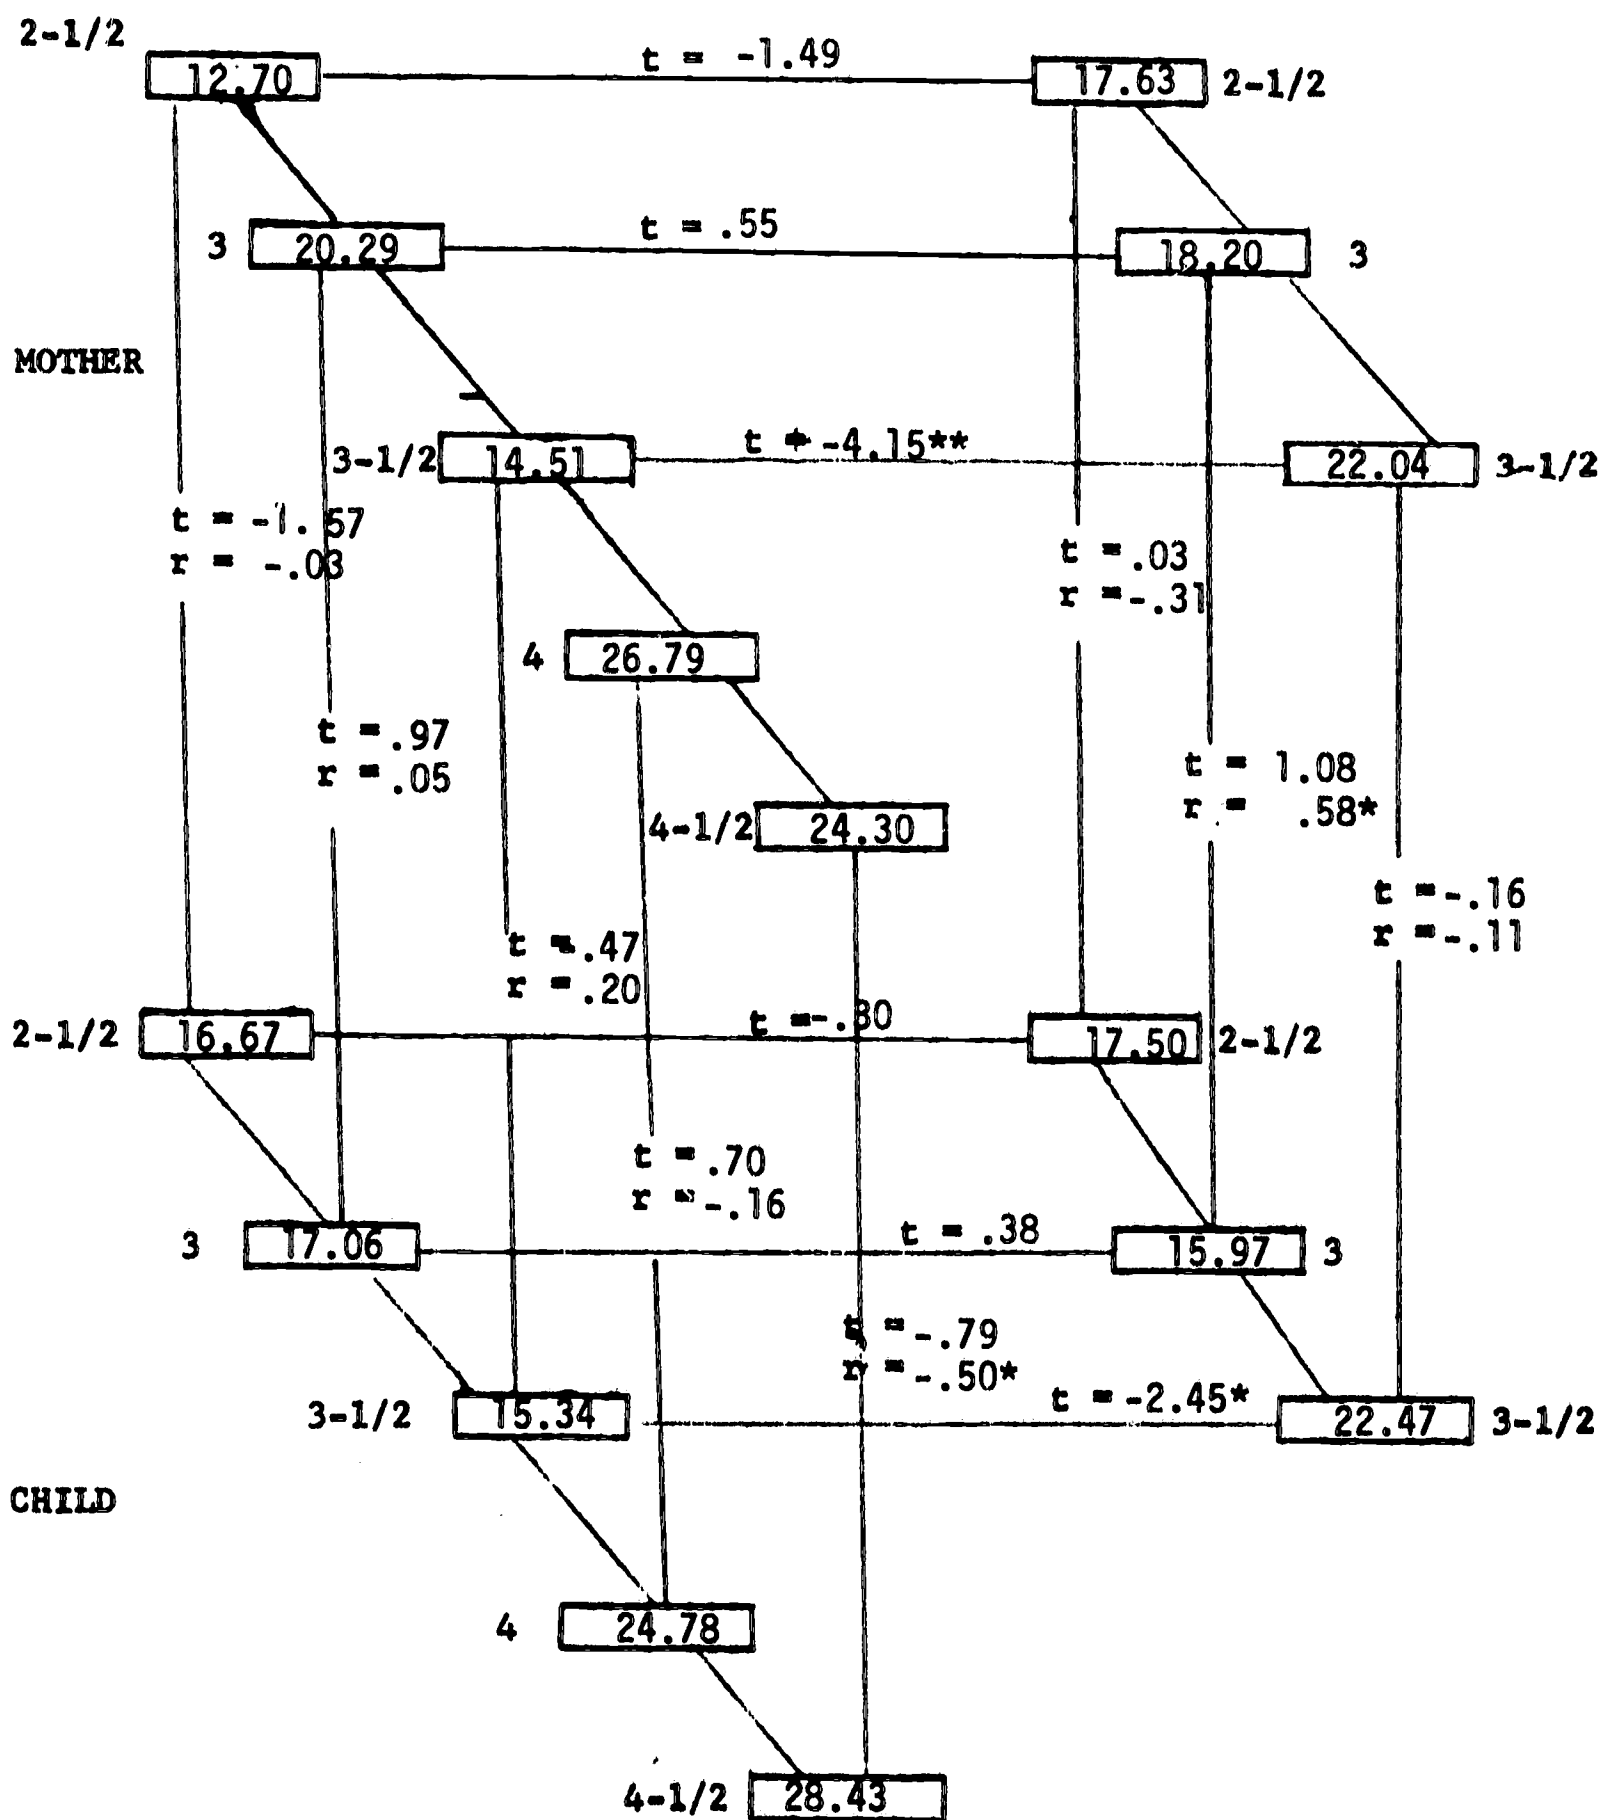 2-1/2
12.70 t = -1.49 17.63 2-1/2
3 20.29 t = .55 18.20 3
MOTHER
3-1/2 14.51 t = -4.15** 22.04 3-1/2
t = -1.67
r = -.03
t = .03
r = -.31
4 26.79
t = .97
r = .05
t = 1.08
r = .58*
4-1/2 24.30
t = -.16
r = -.11
t = .47
r = .20
2-1/2 16.67 t = -.80 17.50 2-1/2
t = .70
r = -.16
3 17.06 t = .38 15.97 3
t = -.79
r = -.50*
3-1/2 15.34 t = -2.45* 22.47 3-1/2
CHILD
4 24.78
4-1/2 28.43